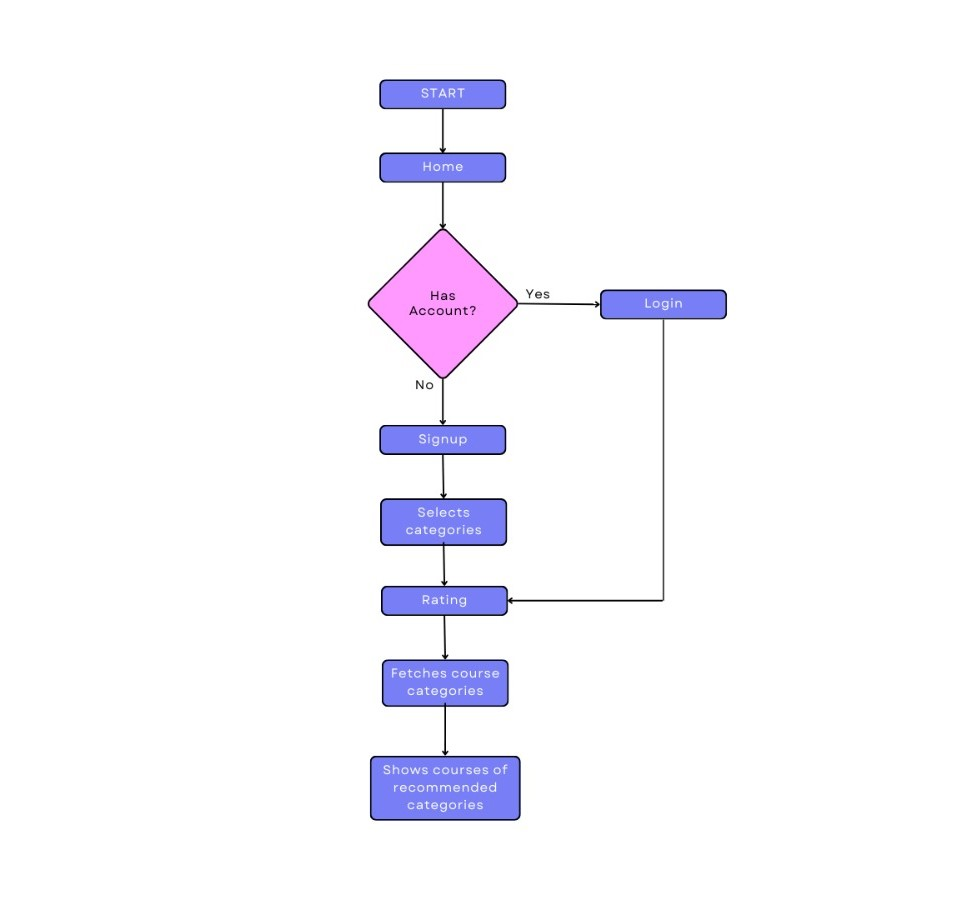 START
Home
Has
Account?
Yes
Login
No
Signup
Selects
categories
Rating
Fetches course
categories
Shows courses of
recommended
categories